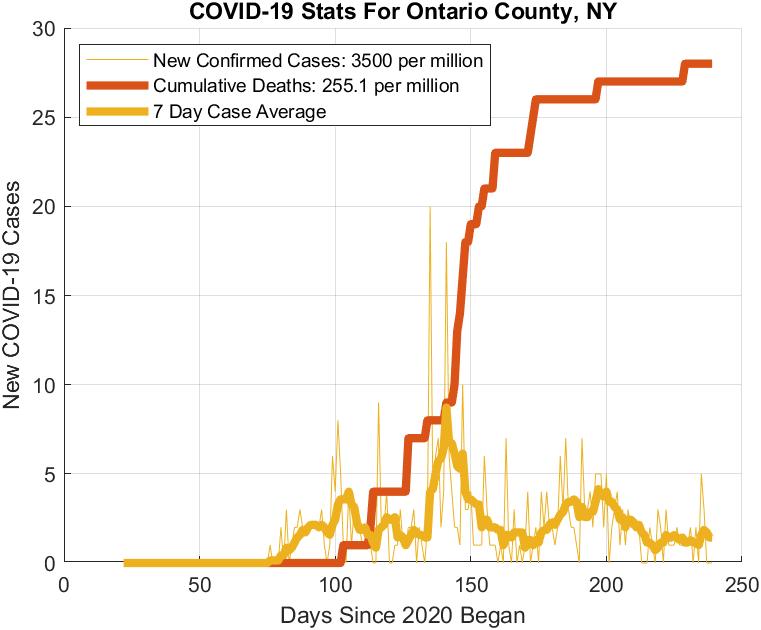 COVID-19 Stats For Ontario County, NY
30
25
20
15
10
5
0
New COVID-19 Cases
New Confirmed Cases: 3500 per million
Cumulative Deaths: 255.1 per million
7 Day Case Average
0 50 100 150 200 250
Days Since 2020 Began